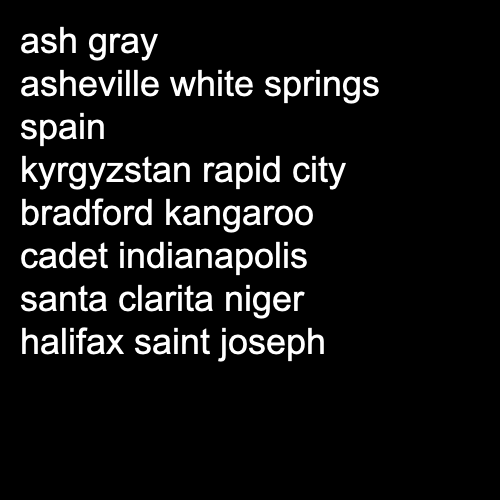 ash gray
asheville white springs
spain
kyrgyzstan rapid city
bradford kangaroo
cadet indianapolis
santa clarita niger
halifax saint joseph